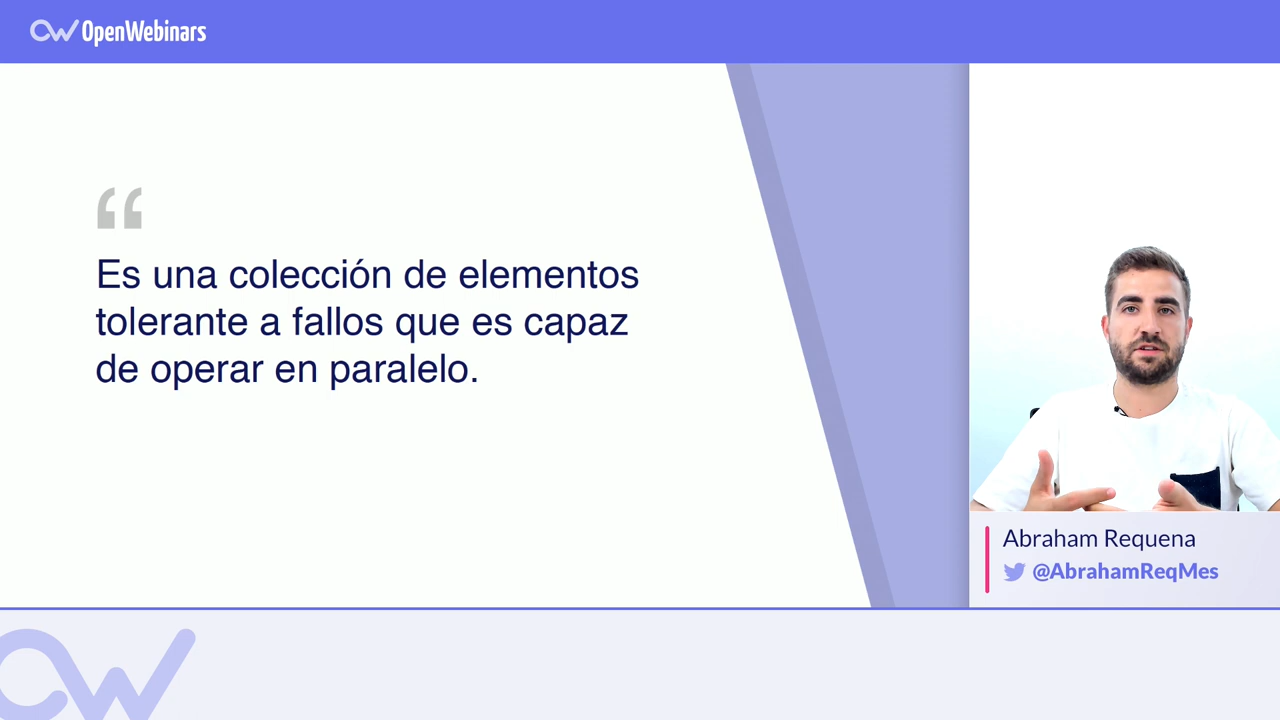 OpenWebinars
“
Es una colección de elementos
tolerante a fallos que es capaz
de operar en paralelo.
Abraham Requena
@AbrahamReqMes